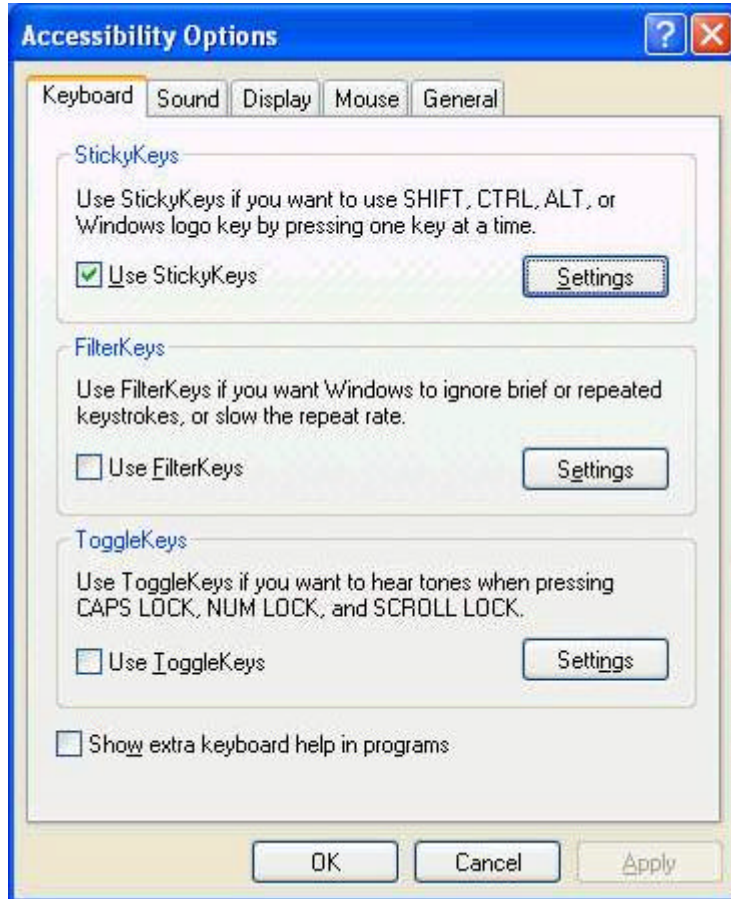 Accessibility Options
Keyboard Sound Display Mouse General
StickyKeys
Use StickyKeys if you want to use SHIFT, CTRL, ALT, or
Windows logo key by pressing one key at a time.
Use StickyKeys Settings
FilterKeys
Use FilterKeys if you want Windows to ignore brief or repeated
keystrokes, or slow the repeat rate.
Use FilterKeys Settings
ToggleKeys
Use ToggleKeys if you want to hear tones when pressing
CAPS LOCK, NUM LOCK, and SCROLL LOCK.
Use ToggleKeys Settings
Show extra keyboard help in programs
OK Cancel Apply